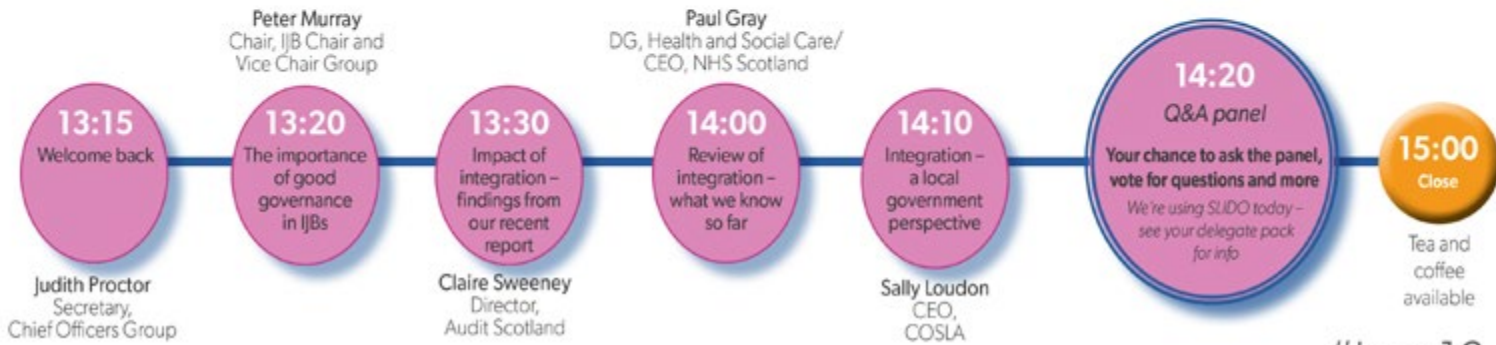 Peter Murray
Chair, IJB Chair and
Vice Chair Group
Paul Gray
DG, Health and Social Care/
CEO, NHS Scotland
13:15
Welcome back
13:20
The importance
of good
governance
in IJBs
13:30
Impact of
integration –
findings from
our recent
report
14:00
Review of
integration –
what we know
so far
14:10
Integration –
a local
government
perspective
14:20
Q&A panel
Your chance to ask the panel,
vote for questions and more
We're using SLIDO today –
see your delegate pack
for info
15:00
Close
Judith Proctor
Secretary,
Chief Officers Group
Claire Sweeney
Director,
Audit Scotland
Sally Loudon
CEO,
COSLA
Tea and
coffee
available